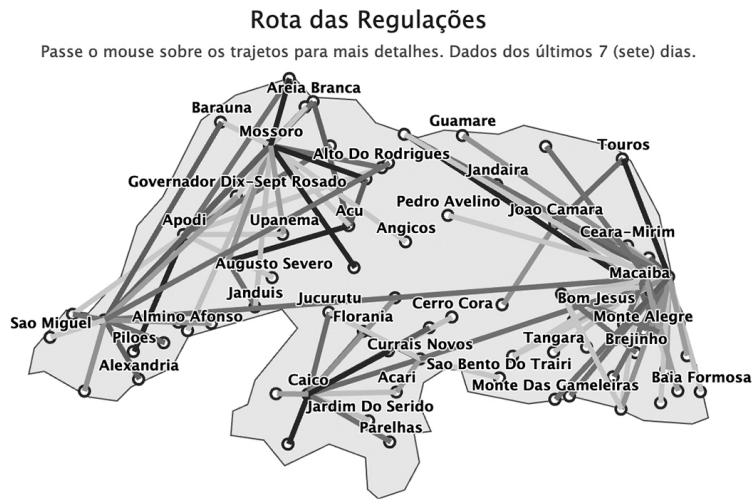 Rota das Regulações
Passe o mouse sobre os trajetos para mais detalhes. Dados dos últimos 7 (sete) dias.
Areia Branca
Barauna
Guamare
Mossoro
Touros
Alto Do Rodrigues
Jandaira
Governador Dix-Sept Rosado
Pedro Avelino
Joao Camara
Acu
Apodi
Upanema
Angicos
Ceara-Mirim
Augusto Severo
Macaiba
Janduis
Jucurutu
Bom Jesus
Cerro Cora
Sao Miguel
Almino Afonso
Florania
Monte Alegre
Piloes
Currais Novos
Tangara
Brejinho
Alexandria
Sao Bento Do Trairi
Caico
Acari
Monte Das Gameleiras
Baia Formosa
Jardim Do Serido
Parelhas